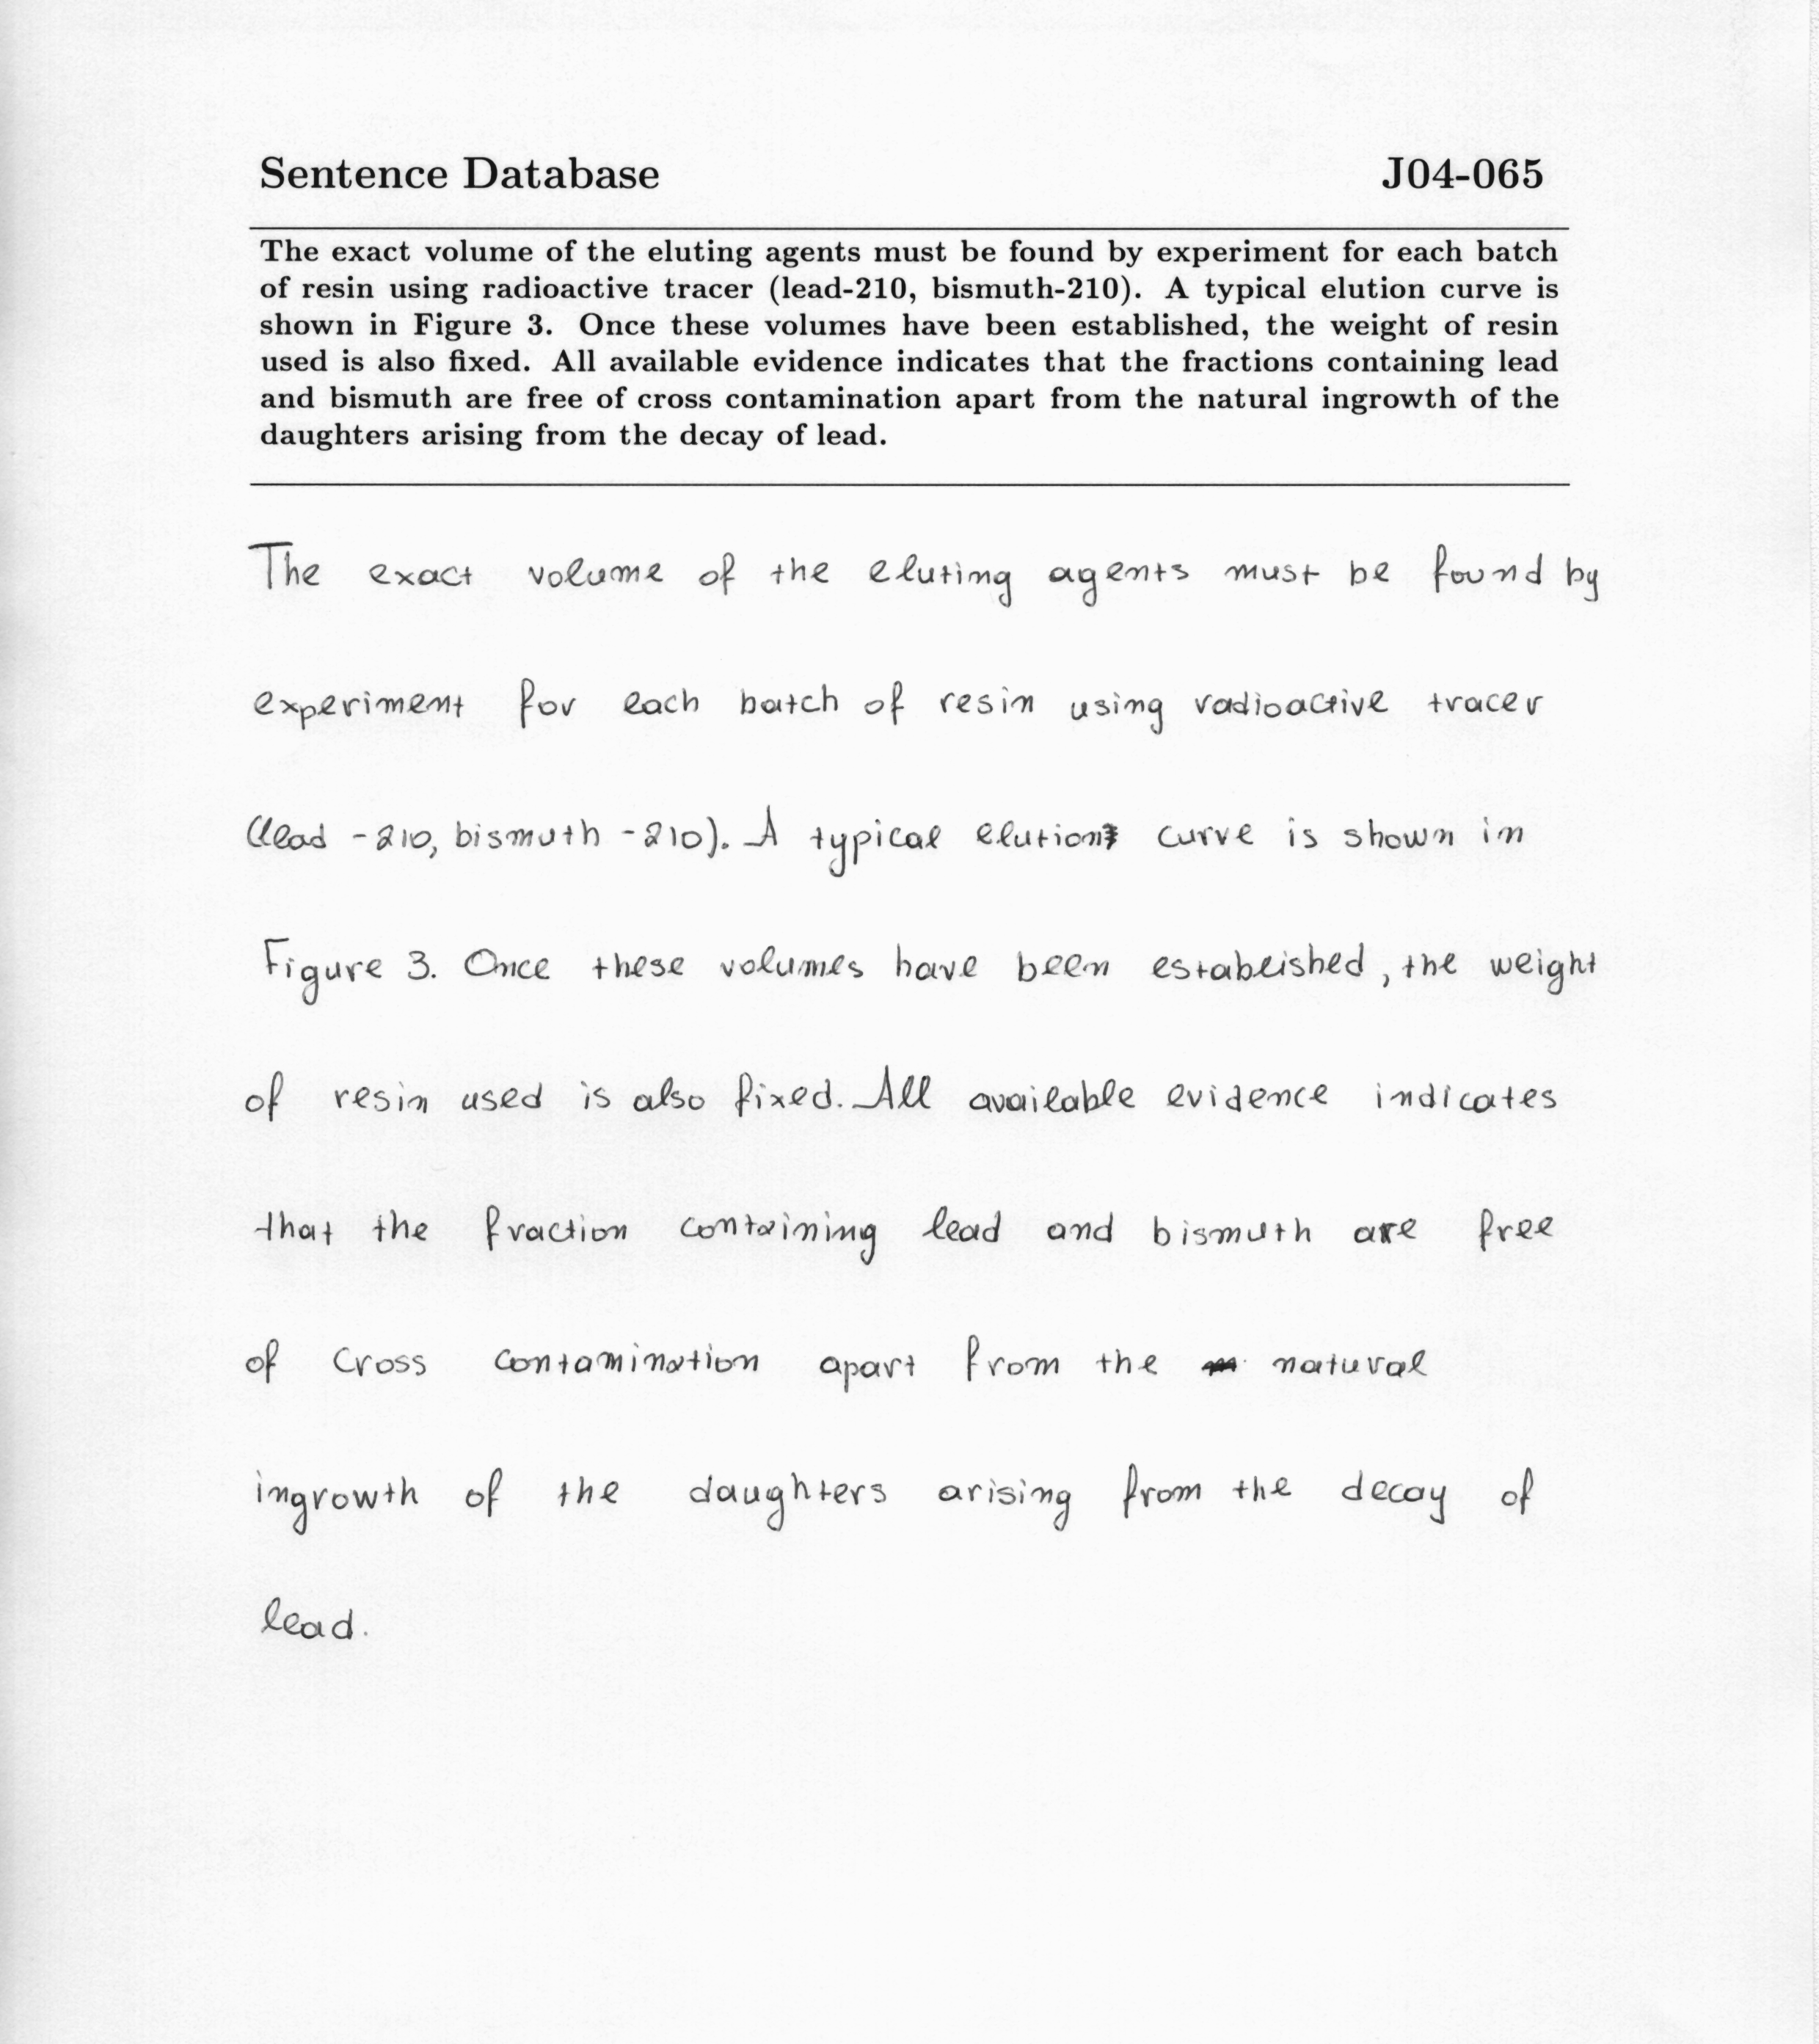 Sentence Database J04-065
The exact volume of the eluting agents must be found by experiment for each batch
of resin using radioactive tracer (lead-210, bismuth-210). A typical elution curve is
shown in Figure 3. Once these volumes have been established, the weight of resin
used is also fixed. All available evidence indicates that the fractions containing lead
and bismuth are free of cross contamination apart from the natural ingrowth of the
daughters arising from the decay of lead.
The exact volume of the eluting agents must be found by
experiment for each batch of resin using radioactive tracer
(lead -210, bismuth -210). A typical elution curve is shown in
Figure 3. Once these volumes have been established, the weight
of resin used is also fixed. All available evidence indicates
that the fraction containing lead and bismuth are free
of cross contamination apart from the natural
ingrowth of the daughters arising from the decay of
lead.